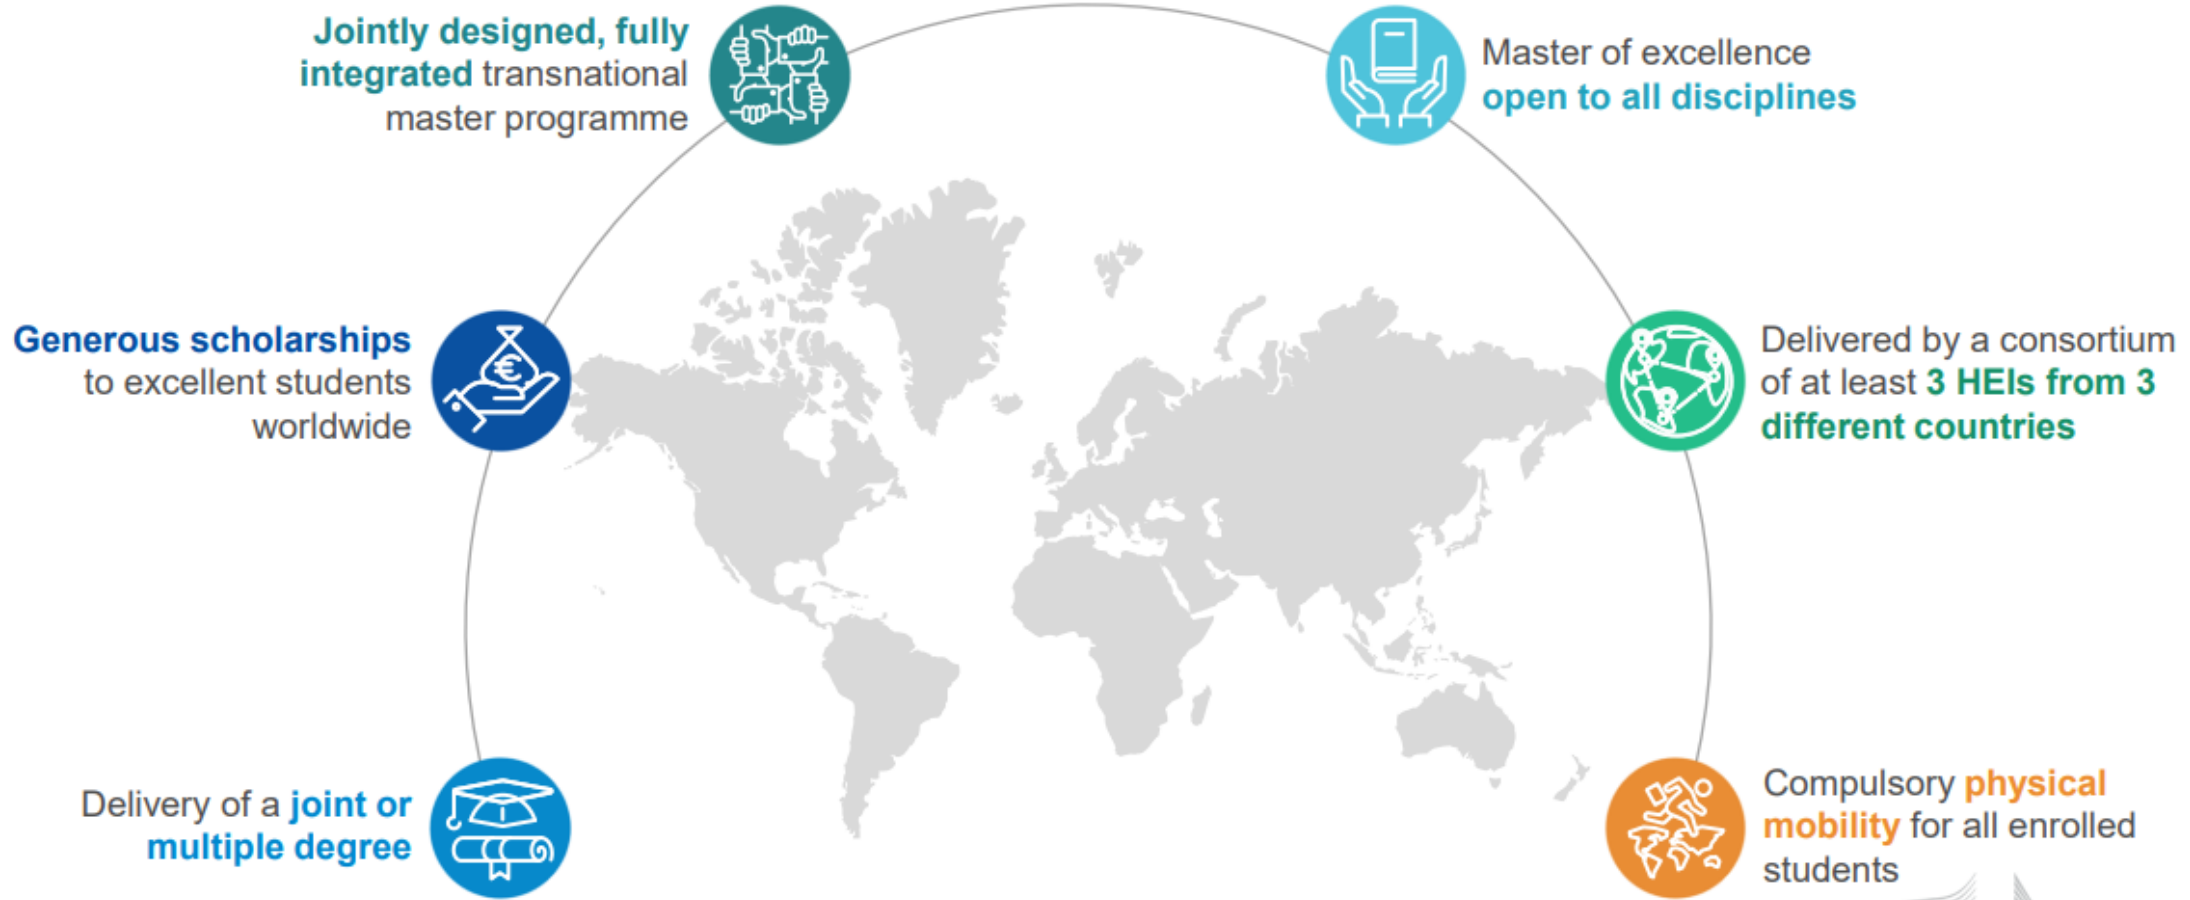 Jointly designed, fully
integrated transnational
master programme
Master of excellence
open to all disciplines
Generous scholarships
to excellent students
worldwide
€
Delivered by a consortium
of at least 3 HEIs from 3
different countries
Delivery of a joint or
multiple degree
Compulsory physical
mobility for all enrolled
students